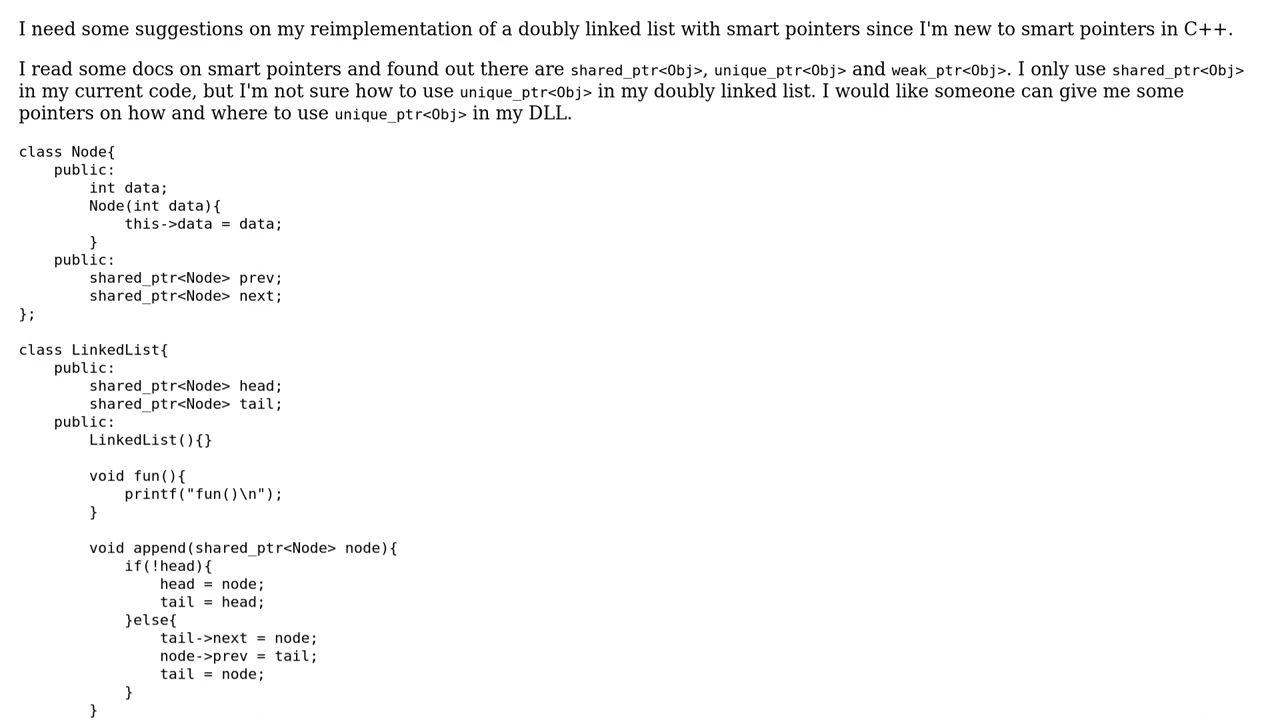 I need some suggestions on my reimplementation of a doubly linked list with smart pointers since I'm new to smart pointers in C++.
I read some docs on smart pointers and found out there are shared_ptr<Obj>, unique_ptr<Obj> and weak_ptr<Obj>. I only use shared_ptr<Obj>
in my current code, but I'm not sure how to use unique_ptr<Obj> in my doubly linked list. I would like someone can give me some
pointers on how and where to use unique_ptr<Obj> in my DLL.
class Node{
    public:
        int data;
        Node(int data){
            this->data = data;
        }
    public:
        shared_ptr<Node> prev;
        shared_ptr<Node> next;
};
class LinkedList{
    public:
        shared_ptr<Node> head;
        shared_ptr<Node> tail;
    public:
        LinkedList(){}
        void fun(){
            printf("fun()\n");
        }
        void append(shared_ptr<Node> node){
            if(!head){
                head = node;
                tail = head;
            }else{
                tail->next = node;
                node->prev = tail;
                tail = node;
            }
        }